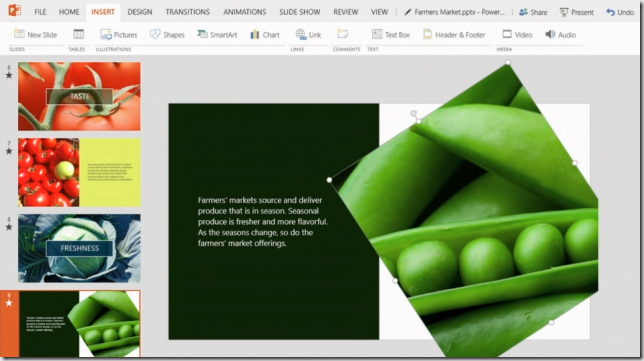 FILE HOME INSERT DESIGN TRANSITIONS ANIMATIONS SLIDE SHOW REVIEW VIEW Farmers Market.pptx - Power... Share Present Undo
New Slide Pictures Shapes SmartArt Chart Link Text Box Header & Footer Video Audio
SLIDES TABLES ILLUSTRATIONS LINKS COMMENTS TEXT MEDIA
6
TASTE
7
8
FRESHNESS
9
Farmers' markets source and deliver
produce that is in season. Seasonal
produce is fresher and more flavorful.
As the seasons change, so do the
farmers' market offerings.